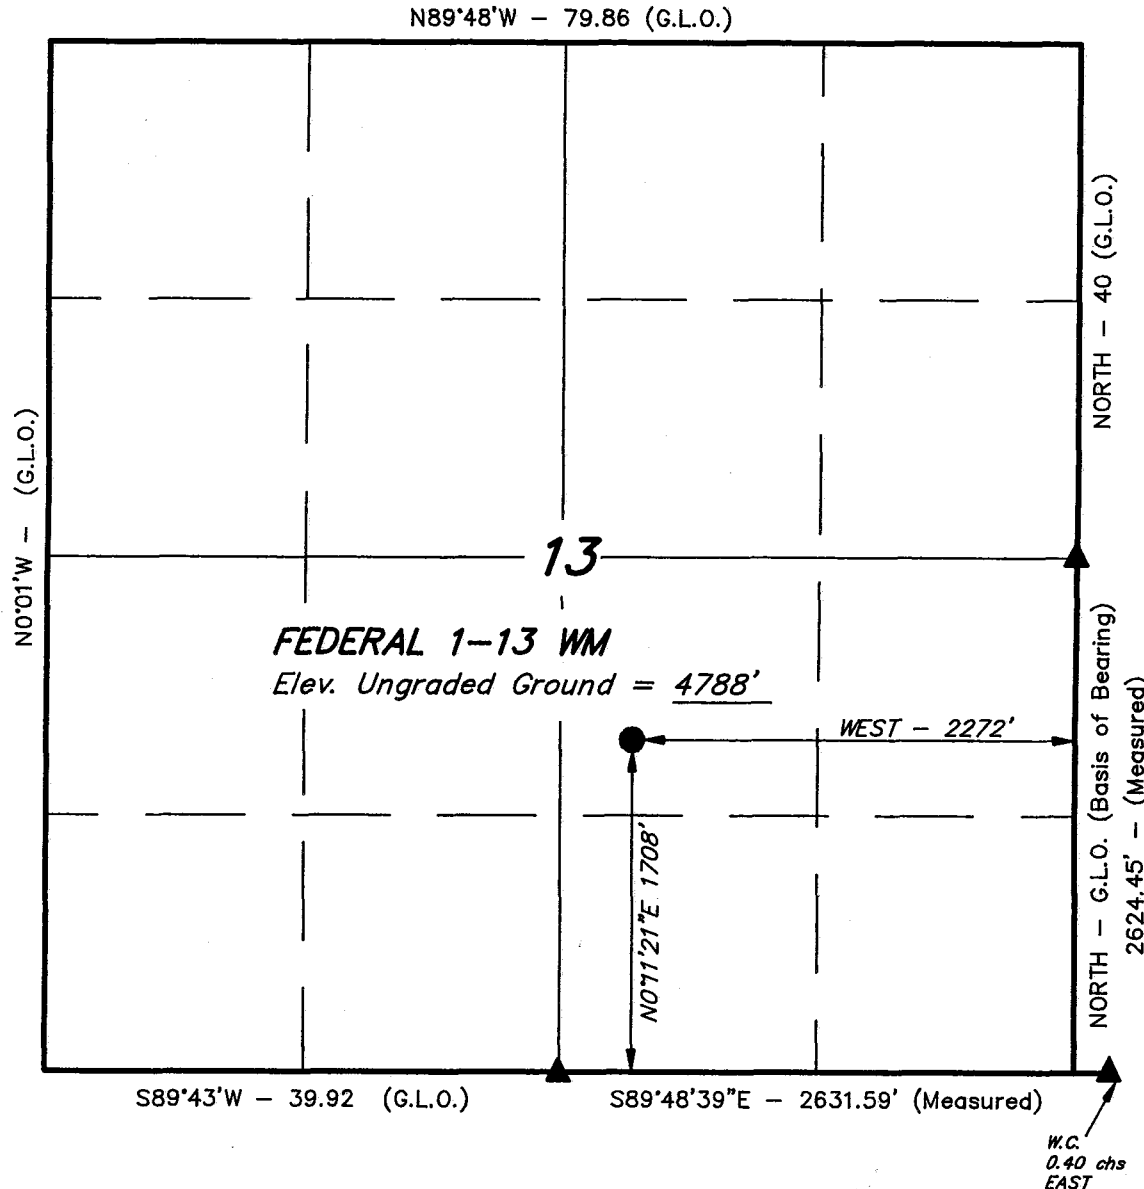 N89°48'W – 79.86 (G.L.O.)
NORTH – 40 (G.L.O.)
N0°01'W – (G.L.O.)
13
FEDERAL 1–13 WM
Elev. Ungraded Ground = 4788'
WEST – 2272'
N0°11'21"E 1708'
NORTH – G.L.O. (Basis of Bearing)
2624.45' – (Measured)
S89°43'W – 39.92 (G.L.O.)
S89°48'39"E – 2631.59' (Measured)
W.C.
0.40 chs
EAST